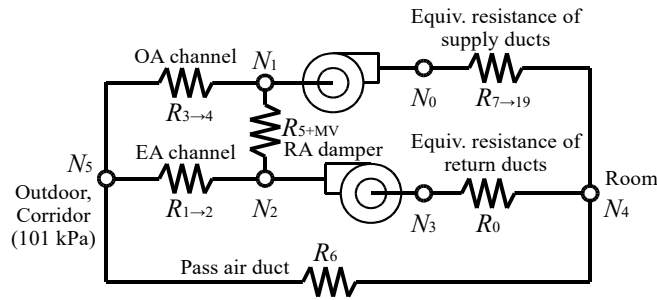 Equiv. resistance of
supply ducts
OA channel
N1
N0
R3→4
R7→19
R5+MV
RA damper
Equiv. resistance of
return ducts
EA channel
N5
Outdoor,
Corridor
(101 kPa)
R1→2
N2
N3
R0
Room
N4
Pass air duct
R6